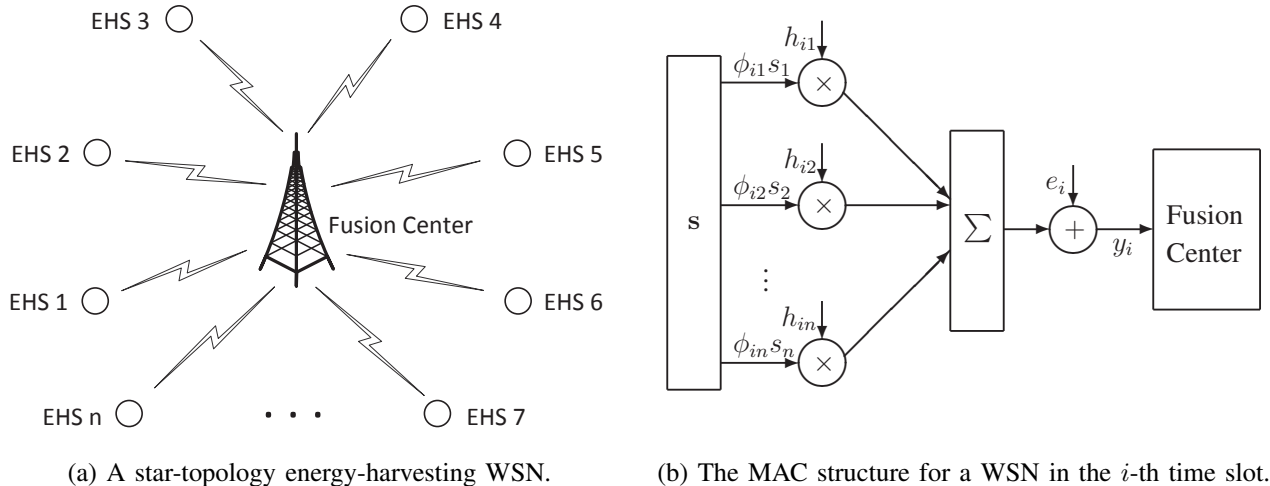 EHS 3
EHS 4
EHS 2
EHS 5
Fusion Center
EHS 1
EHS 6
EHS n
. . .
EHS 7
(a) A star-topology energy-harvesting WSN.
s
h_{i1}
ϕ_{i1}s_1
×
h_{i2}
ϕ_{i2}s_2
×
⋮
h_{in}
ϕ_{in}s_n
×
∑
e_i
+
y_i
Fusion
Center
(b) The MAC structure for a WSN in the i-th time slot.